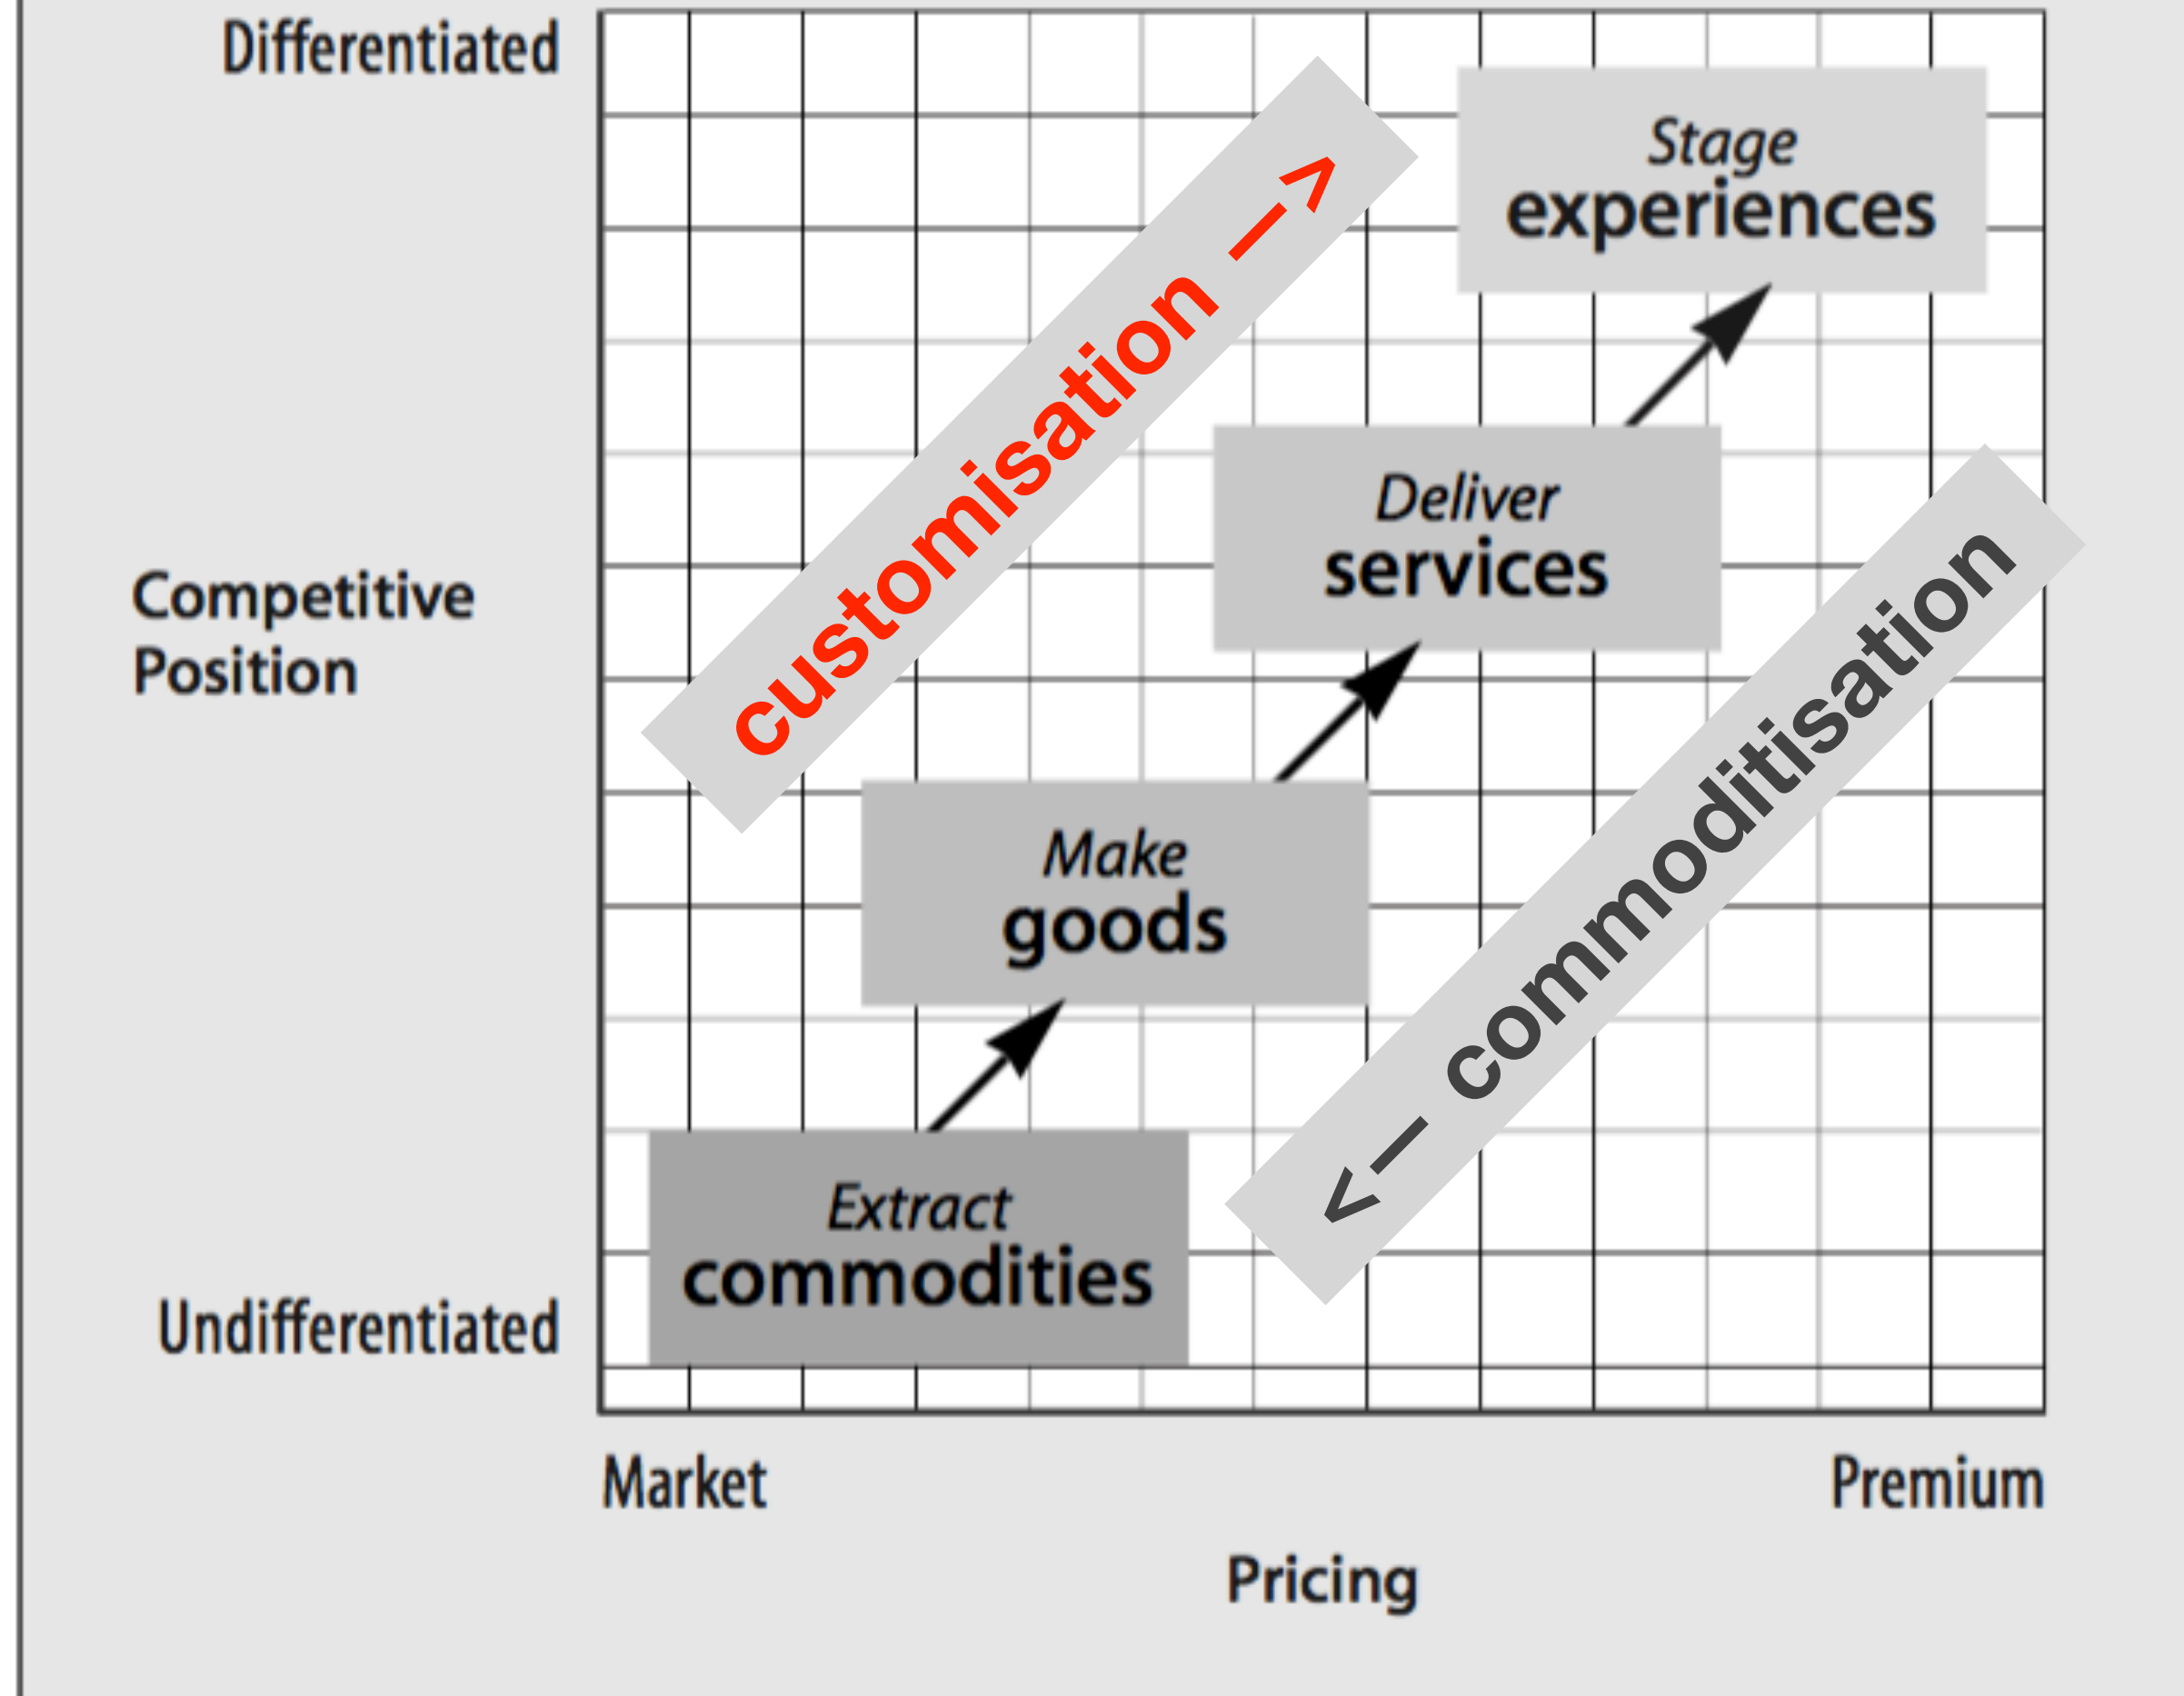 Differentiated
Stage
experiences
customisation —>
Deliver
services
Competitive
Position
<— commoditisation
Make
goods
Extract
commodities
Undifferentiated
Market
Premium
Pricing